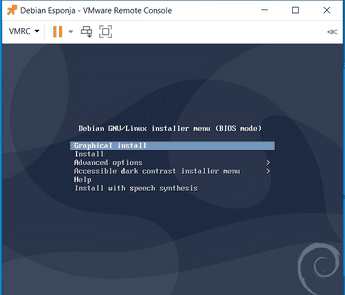 Debian Esponja - VMware Remote Console
VMRC
Debian GNU/Linux installer menu (BIOS mode)
Graphical install
Install
Advanced options >
Accessible dark contrast installer menu >
Help
Install with speech synthesis